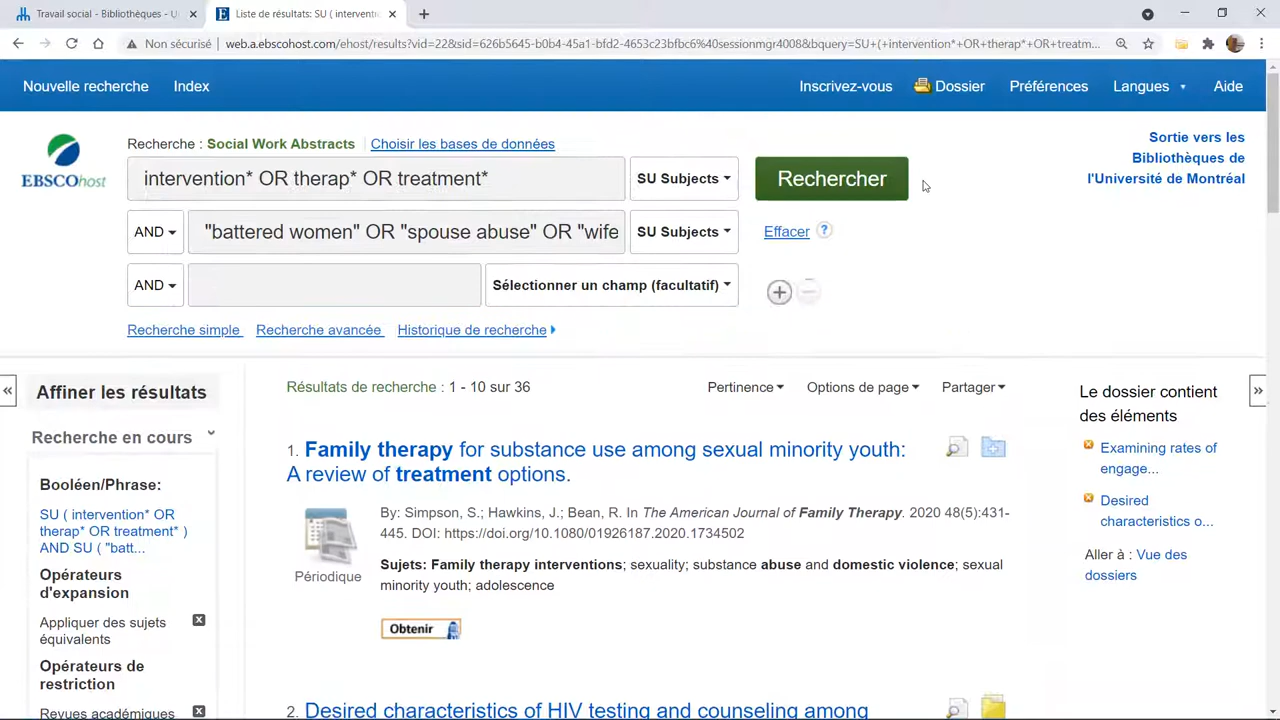 Travail social - Bibliothèques - U
Liste de résultats: SU ( interventi
Non sécurisé
web.a.ebscohost.com/ehost/results?vid=22&sid=c626b5645-b0b4-45a1-bfd2-4653c23bfbc6%40sessionmgr4008&bquery=SU+(+intervention*+OR+therap*+OR+treatm...
Nouvelle recherche
Index
Inscrivez-vous
Dossier
Préférences
Langues
Aide
EBSCOhost
Recherche : Social Work Abstracts
Choisir les bases de données
intervention* OR therap* OR treatment*
SU Subjects
Rechercher
AND
"battered women" OR "spouse abuse" OR "wife
SU Subjects
Effacer
?
AND
Sélectionner un champ (facultatif)
Recherche simple
Recherche avancée
Historique de recherche
Sortie vers les
Bibliothèques de
l'Université de Montréal
Affiner les résultats
Recherche en cours
Booléen/Phrase:
SU ( intervention* OR
therap* OR treatment* )
AND SU ( "batt...
Opérateurs
d'expansion
Appliquer des sujets
équivalents
Opérateurs de
restriction
Revues académiques
Résultats de recherche : 1 - 10 sur 36
Pertinence
Options de page
Partager
1. Family therapy for substance use among sexual minority youth:
A review of treatment options.
By: Simpson, S.; Hawkins, J.; Bean, R. In The American Journal of Family Therapy. 2020 48(5):431-
445. DOI: https://doi.org/10.1080/01926187.2020.1734502
Périodique
Sujets: Family therapy interventions; sexuality; substance abuse and domestic violence; sexual
minority youth; adolescence
Obtenir
2. Desired characteristics of HIV testing and counseling among
Le dossier contient
des éléments
Examining rates of
engage...
Desired
characteristics o...
Aller à : Vue des
dossiers